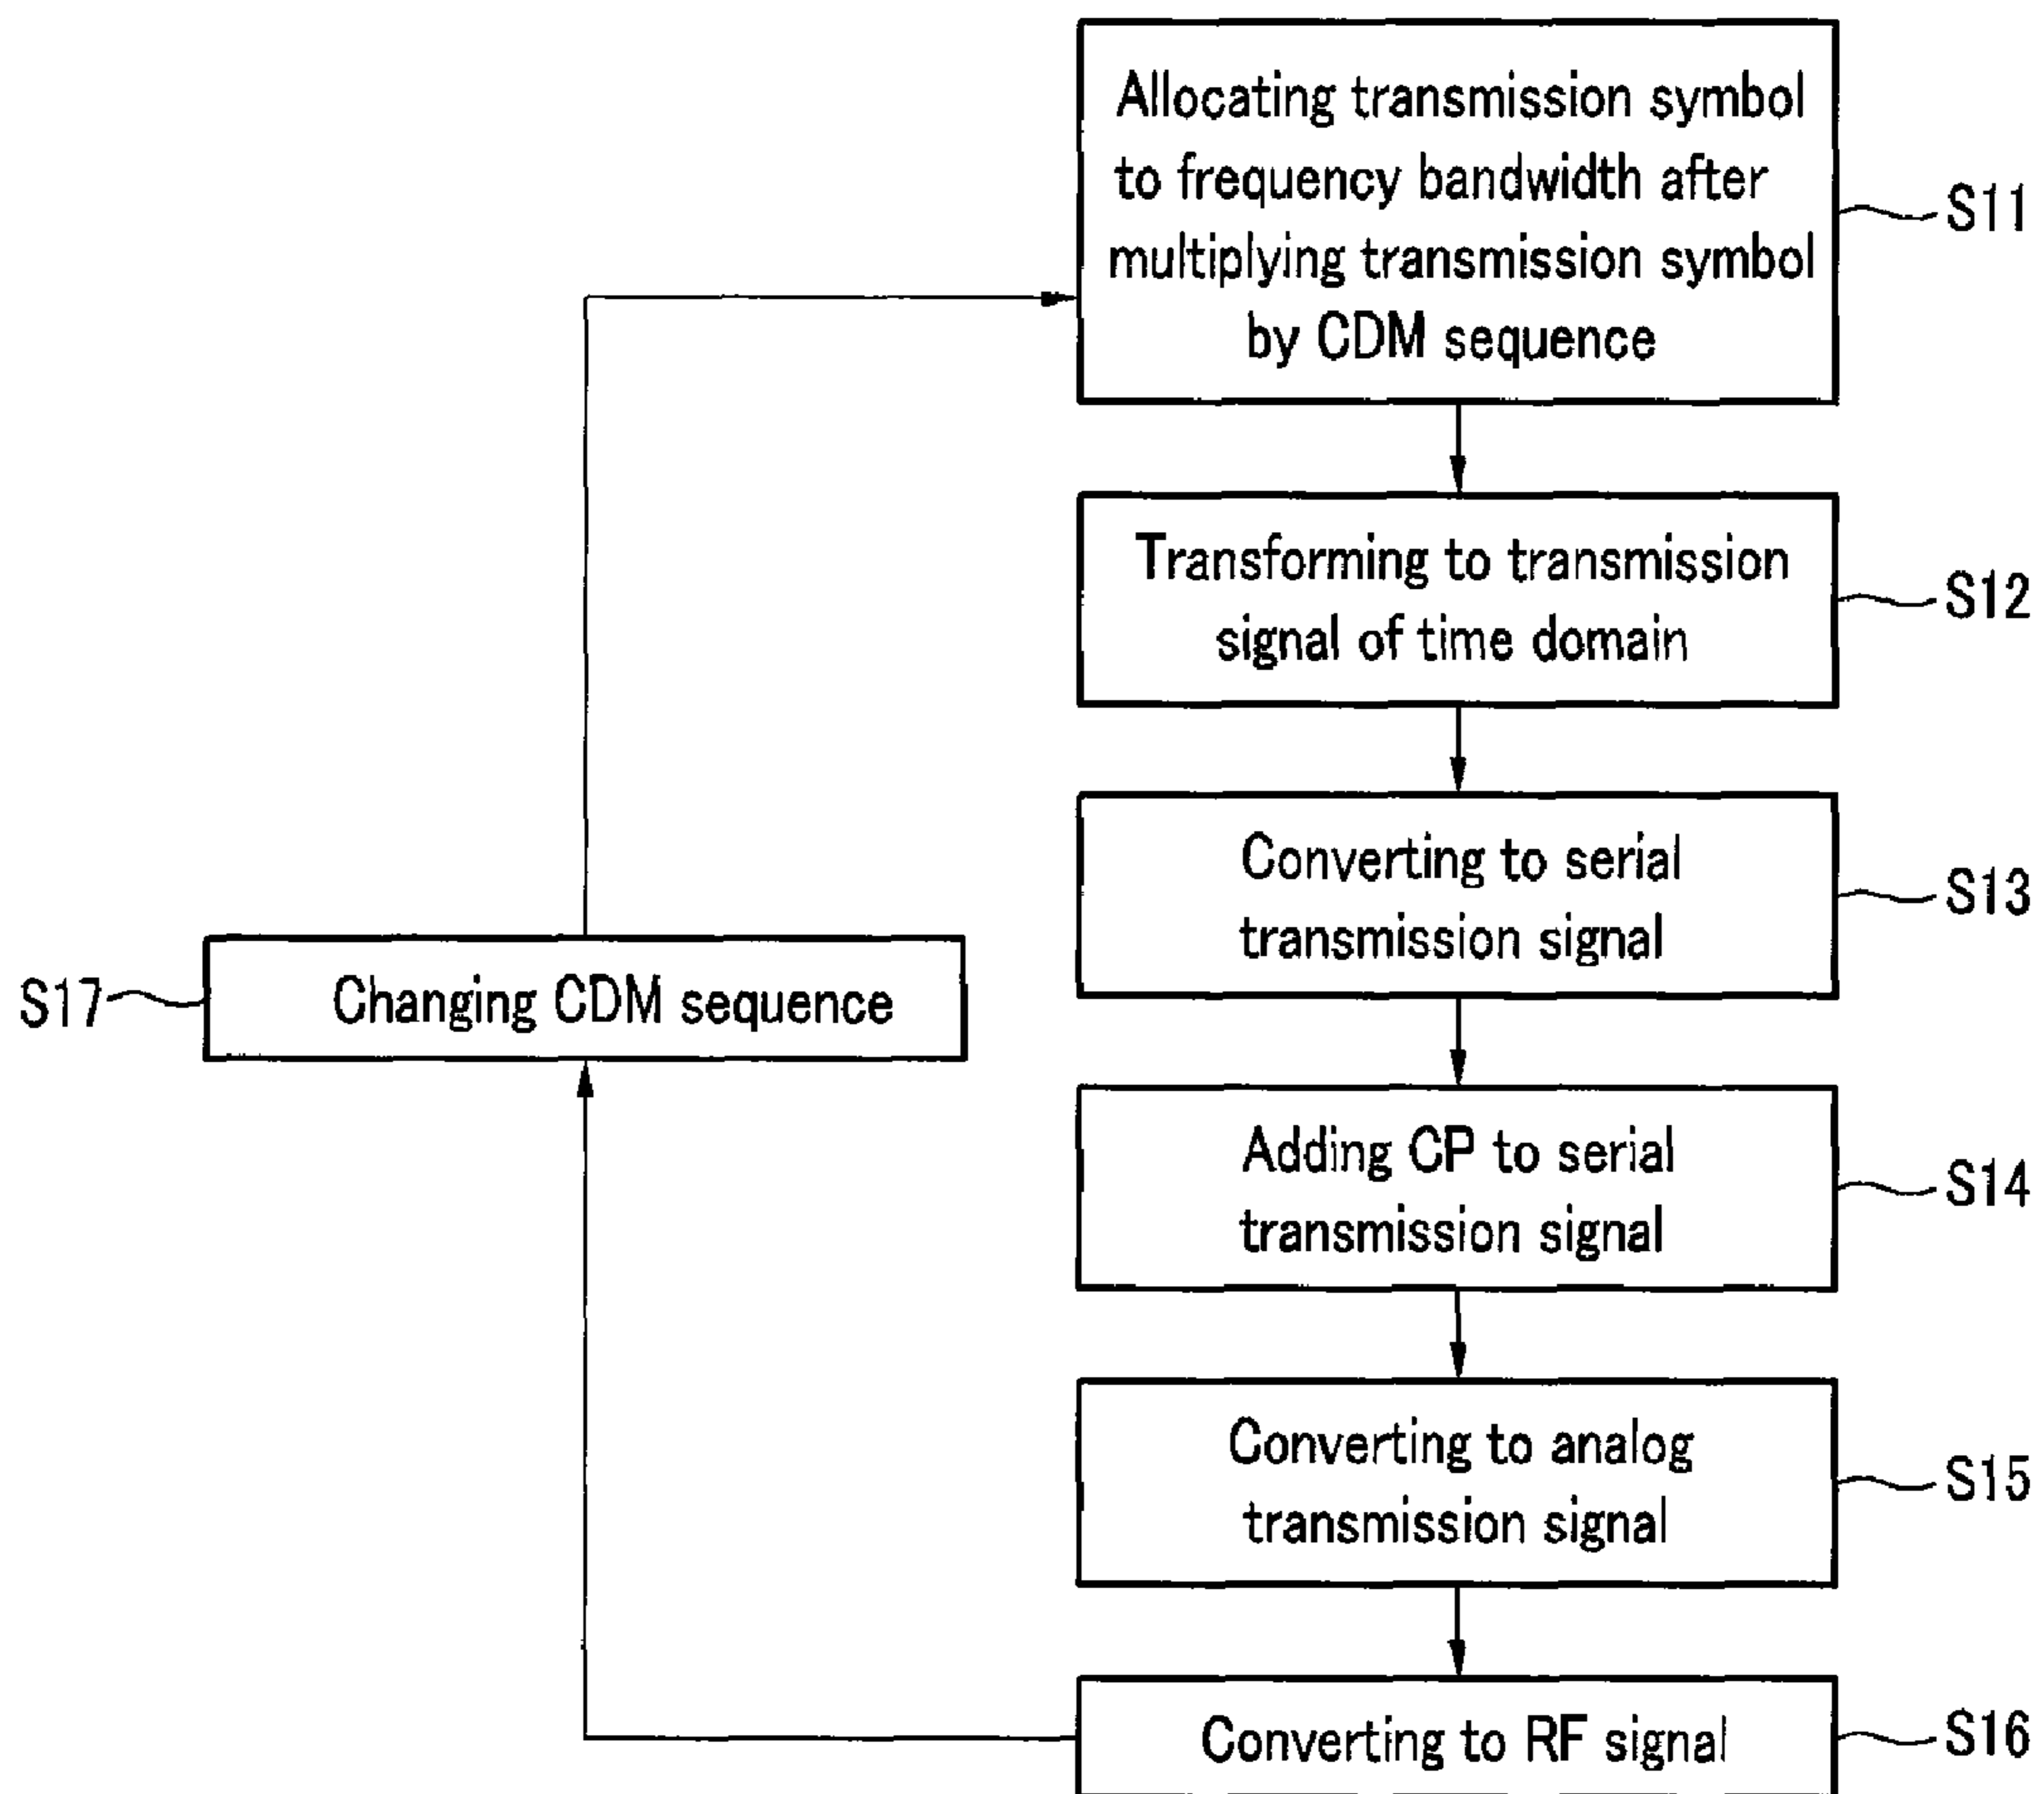 Allocating transmission symbol
to frequency bandwidth after
multiplying transmission symbol
by CDM sequence
S11
Transforming to transmission
signal of time domain
S12
Converting to serial
transmission signal
S13
S17
Changing CDM sequence
Adding CP to serial
transmission signal
S14
Converting to analog
transmission signal
S15
Converting to RF signal
S16